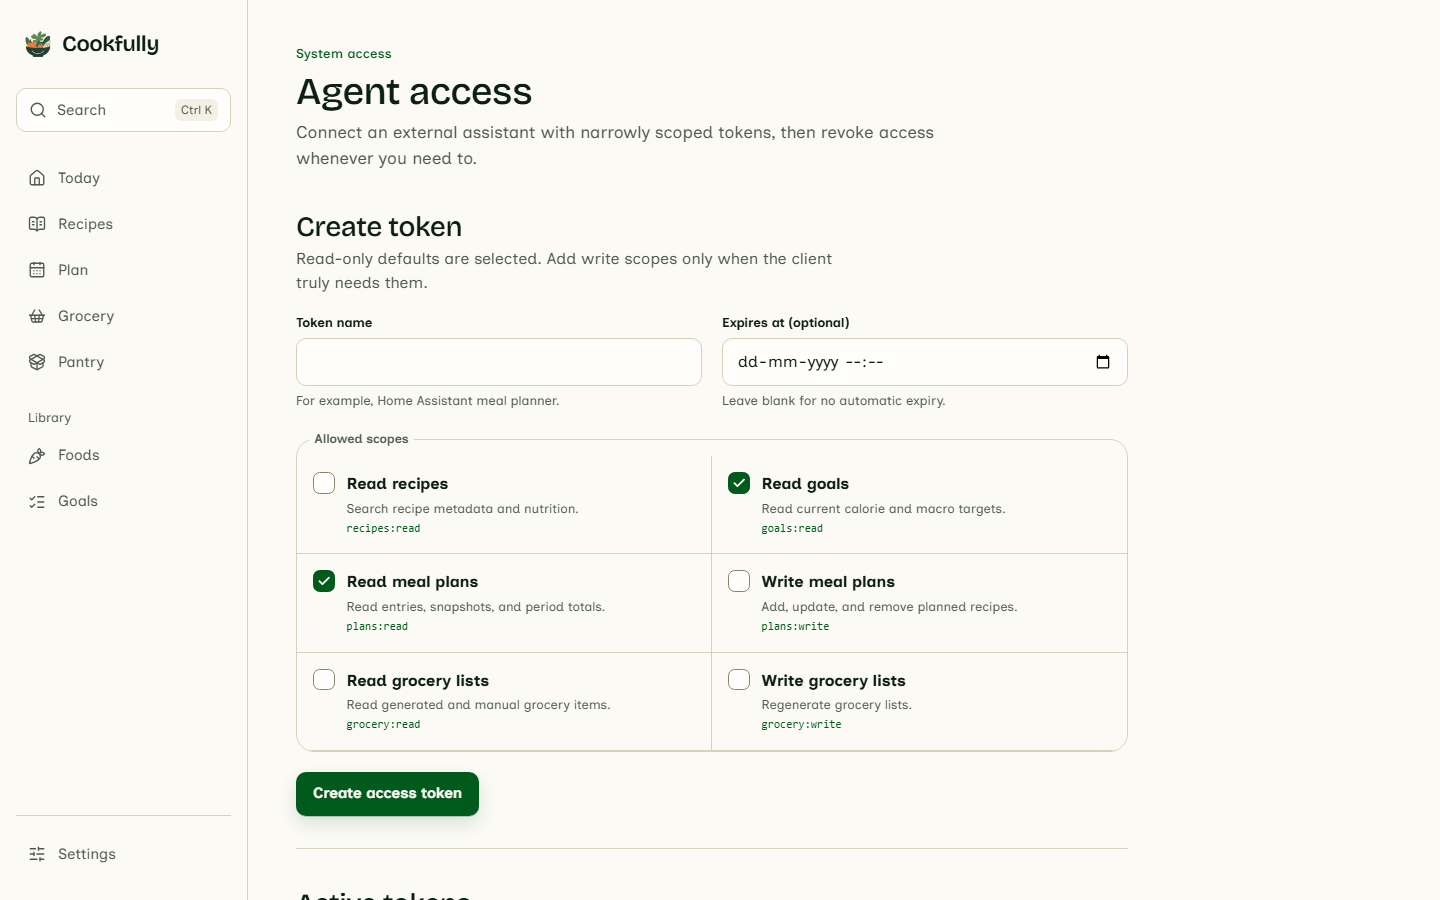 Cookfully
Search
Ctrl K
Today
Recipes
Plan
Grocery
Pantry
Library
Foods
Goals
Settings
System access
Agent access
Connect an external assistant with narrowly scoped tokens, then revoke access
whenever you need to.
Create token
Read-only defaults are selected. Add write scopes only when the client
truly needs them.
Token name
For example, Home Assistant meal planner.
Expires at (optional)
dd-mm-yyyy --:--
Leave blank for no automatic expiry.
Allowed scopes
Read recipes
Search recipe metadata and nutrition.
recipes:read
Read goals
Read current calorie and macro targets.
goals:read
Read meal plans
Read entries, snapshots, and period totals.
plans:read
Write meal plans
Add, update, and remove planned recipes.
plans:write
Read grocery lists
Read generated and manual grocery items.
grocery:read
Write grocery lists
Regenerate grocery lists.
grocery:write
Create access token
Active tokens